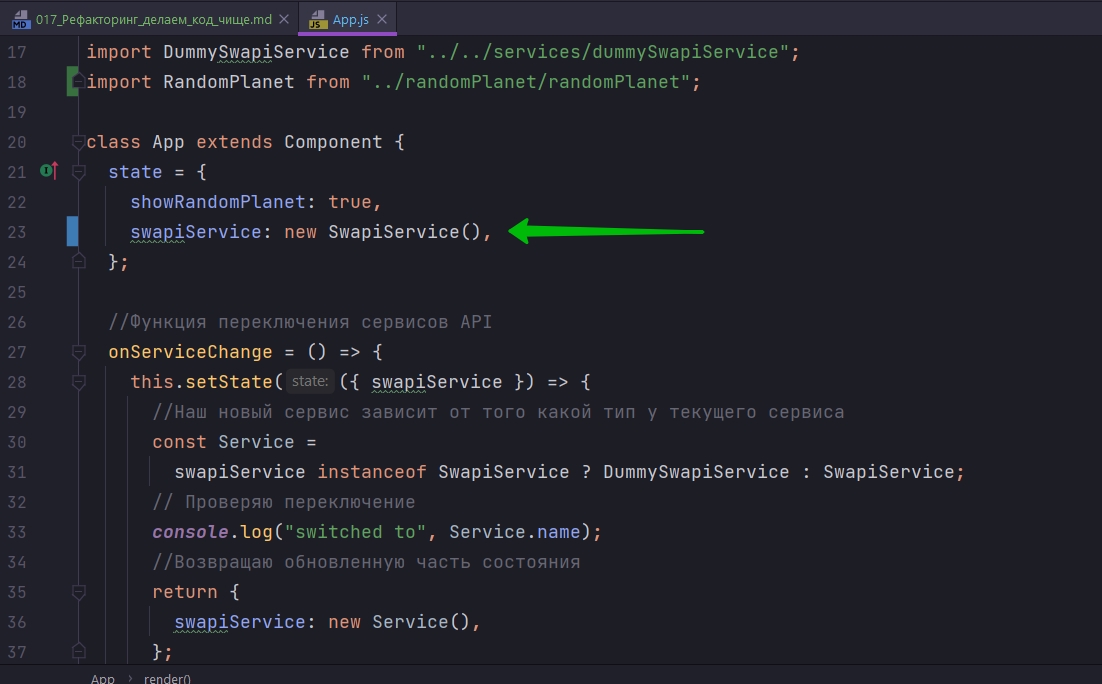 MD 017_Рефакторинг_делаем_код_чище.md JS App.js
17 import DummySwapiService from "../../services/dummySwapiService";
18 import RandomPlanet from "../randomPlanet/randomPlanet";
19
20 class App extends Component {
21 state = {
22 showRandomPlanet: true,
23 swapiService: new SwapiService(),
24 };
25
26 //Функция переключения сервисов API
27 onServiceChange = () => {
28 this.setState( state: ({ swapiService }) => {
29 //Наш новый сервис зависит от того какой тип у текущего сервиса
30 const Service =
31 swapiService instanceof SwapiService ? DummySwapiService : SwapiService;
32 // Проверяю переключение
33 console.log("switched to", Service.name);
34 //Возвращаю обновленную часть состояния
35 return {
36 swapiService: new Service(),
37 };
App › render()